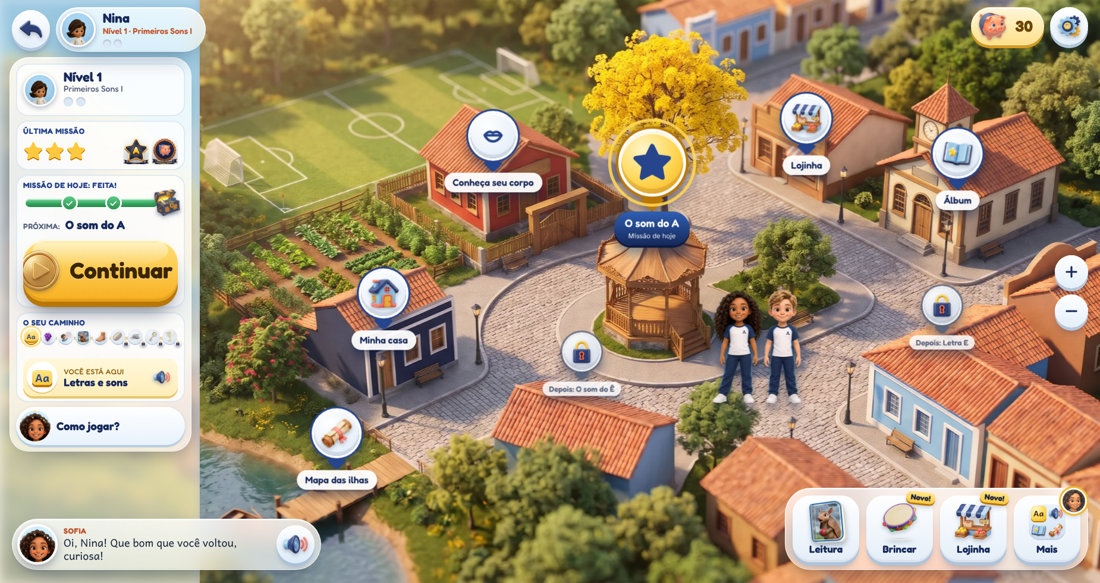 Nina
Nível 1 · Primeiros Sons I
30
Nível 1
Primeiros Sons I
ÚLTIMA MISSÃO
MISSÃO DE HOJE: FEITA!
PRÓXIMA: O som do A
Continuar
O SEU CAMINHO
Aa
VOCÊ ESTÁ AQUI
Aa
Letras e sons
Como jogar?
SOFIA
Oi, Nina! Que bom que você voltou,
curiosa!
Conheça seu corpo
O som do A
Missão de hoje
Lojinha
Álbum
Minha casa
Depois: O som do Ê
Depois: Letra E
Mapa das ilhas
A
A
+
−
Leitura
Novo!
Brincar
Novo!
Lojinha
Aa
Mais